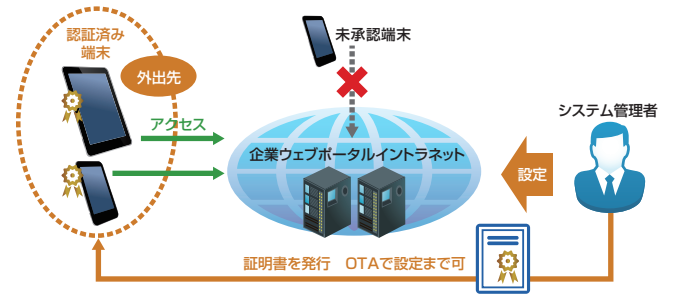 認証済み
端末
外出先
アクセス
未承認端末
企業ウェブポータルイントラネット
システム管理者
設定
証明書を発行　OTAで設定まで可